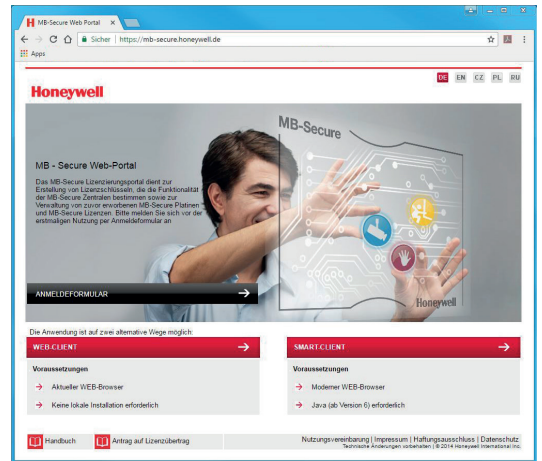 MB-Secure Web Portal
Sicher | https://mb-secure.honeywell.de
Apps
DE EN CZ PL RU
Honeywell
MB-Secure
MB - Secure Web-Portal
Das MB-Secure Lizenzierungsportal dient zur
Erstellung von Lizenzschlüsseln, die die Funktionalität
der MB-Secure Zentralen bestimmen sowie zur
Verwaltung von zuvor erworbenen MB-Secure Platinen
und MB-Secure Lizenzen. Bitte melden Sie sich vor der
erstmaligen Nutzung per Anmeldeformular an
ANMELDEFORMULAR
Honeywell
Die Anwendung ist auf zwei alternative Wege möglich:
WEB-CLIENT
Voraussetzungen
Aktueller WEB-Browser
Keine lokale Installation erforderlich
SMART-CLIENT
Voraussetzungen
Moderner WEB-Browser
Java (ab Version 6) erforderlich
Handbuch
Antrag auf Lizenzübertrag
Nutzungsvereinbarung | Impressum | Haftungsausschluss | Datenschutz
Technische Änderungen vorbehalten | © 2014 Honeywell International Inc.